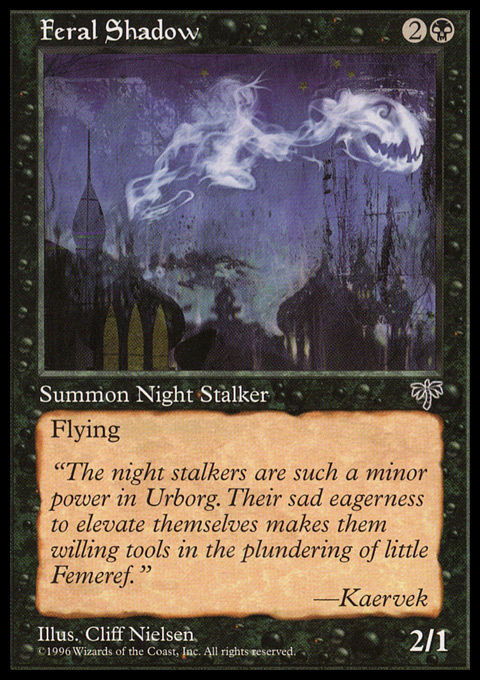 Feral Shadow 2
Summon Night Stalker
Flying
“The night stalkers are such a minor
power in Urborg. Their sad eagerness
to elevate themselves makes them
willing tools in the plundering of little
Femeref.”
—Kaervek
Illus. Cliff Nielsen
©1996 Wizards of the Coast, Inc. All rights reserved.
2/1